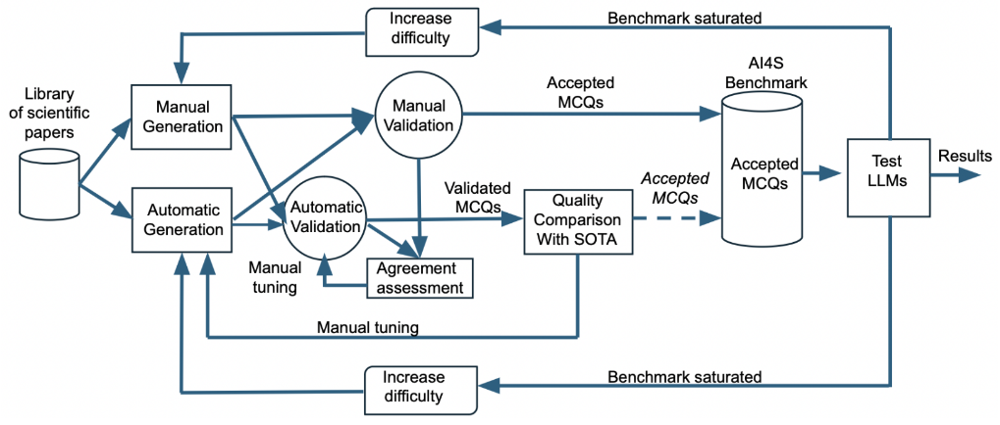 Increase
difficulty
Benchmark saturated
Library
of scientific
papers
Manual
Generation
Manual
Validation
Accepted
MCQs
AI4S
Benchmark
Accepted
MCQs
Test
LLMs
Results
Automatic
Generation
Automatic
Validation
Validated
MCQs
Quality
Comparison
With SOTA
Accepted
MCQs
Manual
tuning
Agreement
assessment
Manual tuning
Increase
difficulty
Benchmark saturated